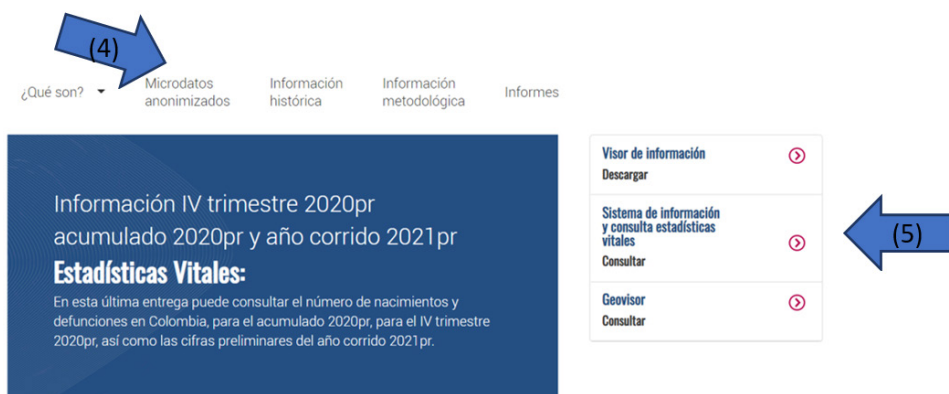 (4)
¿Qué son?
Microdatos
anonimizados
Información
histórica
Información
metodológica
Informes
Información IV trimestre 2020pr
acumulado 2020pr y año corrido 2021pr
Estadísticas Vitales:
En esta última entrega puede consultar el número de nacimientos y
defunciones en Colombia, para el acumulado 2020pr, para el IV trimestre
2020pr, así como las cifras preliminares del año corrido 2021pr.
Visor de información
Descargar
Sistema de información
y consulta estadísticas
vitales
Consultar
Geovisor
Consultar
(5)